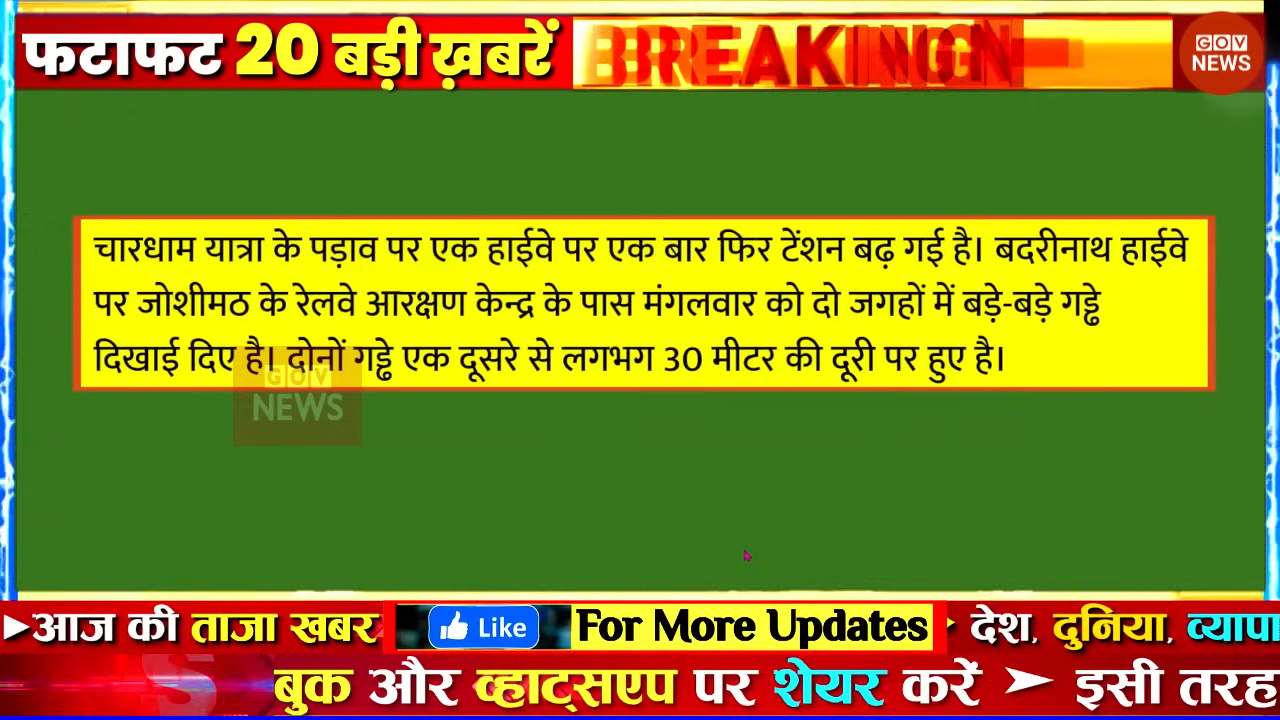 फटाफट 20 बड़ी ख़बरें
BREAKING
GOV
NEWS
चारधाम यात्रा के पड़ाव पर एक हाईवे पर एक बार फिर टेंशन बढ़ गई है। बदरीनाथ हाईवे
पर जोशीमठ के रेलवे आरक्षण केन्द्र के पास मंगलवार को दो जगहों में बड़े-बड़े गड्ढे
दिखाई दिए है। दोनों गड्ढे एक दूसरे से लगभग 30 मीटर की दूरी पर हुए है।
GOV
NEWS
आज की ताजा खबर Like For More Updates देश, दुनिया, व्यापा
बुक और व्हाट्सएप पर शेयर करें ➤ इसी तरह